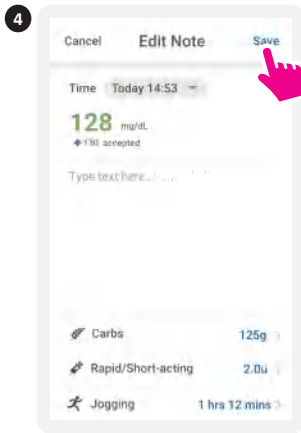 4
Cancel Edit Note Save
Time Today 14:53
128 mg/dL
130 accepted
Type text here...
Carbs 125g
Rapid/Short-acting 2.0u
Jogging 1 hrs 12 mins